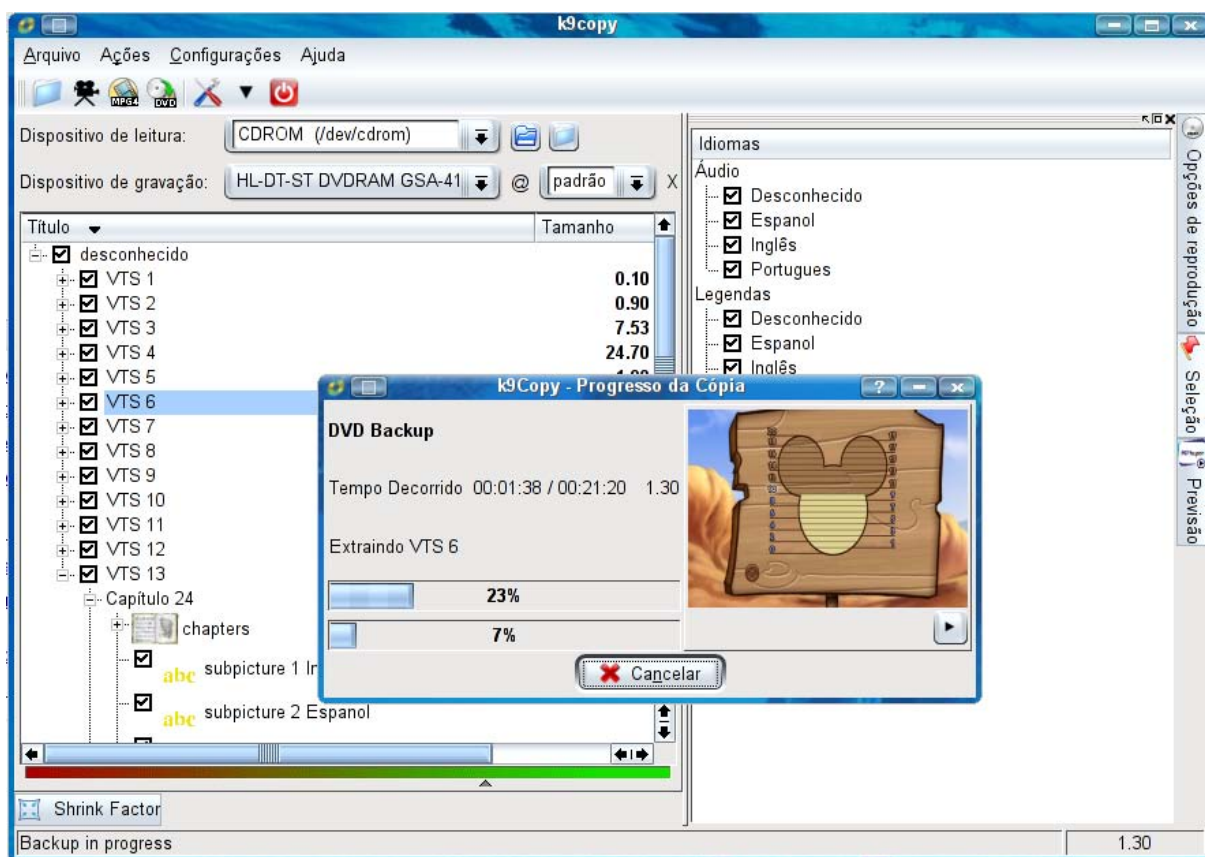 k9copy
Arquivo Ações Configurações Ajuda
MPG4 DVD
Dispositivo de leitura: CDROM (/dev/cdrom)
Dispositivo de gravação: HL-DT-ST DVDRAM GSA-41 @ padrão X
Título Tamanho
desconhecido
VTS 1 0.10
VTS 2 0.90
VTS 3 7.53
VTS 4 24.70
VTS 5
VTS 6
VTS 7
VTS 8
VTS 9
VTS 10
VTS 11
VTS 12
VTS 13
Capítulo 24
chapters
abc subpicture 1
abc subpicture 2 Espanol
Shrink Factor
Backup in progress 1.30
Idiomas
Áudio
Desconhecido
Espanol
Inglês
Portugues
Legendas
Desconhecido
Espanol
Inglês
Opções de reprodução
Seleção
Previsão
k9Copy - Progresso da Cópia
DVD Backup
Tempo Decorrido 00:01:38 / 00:21:20 1.30
Extraindo VTS 6
23%
7%
Cancelar